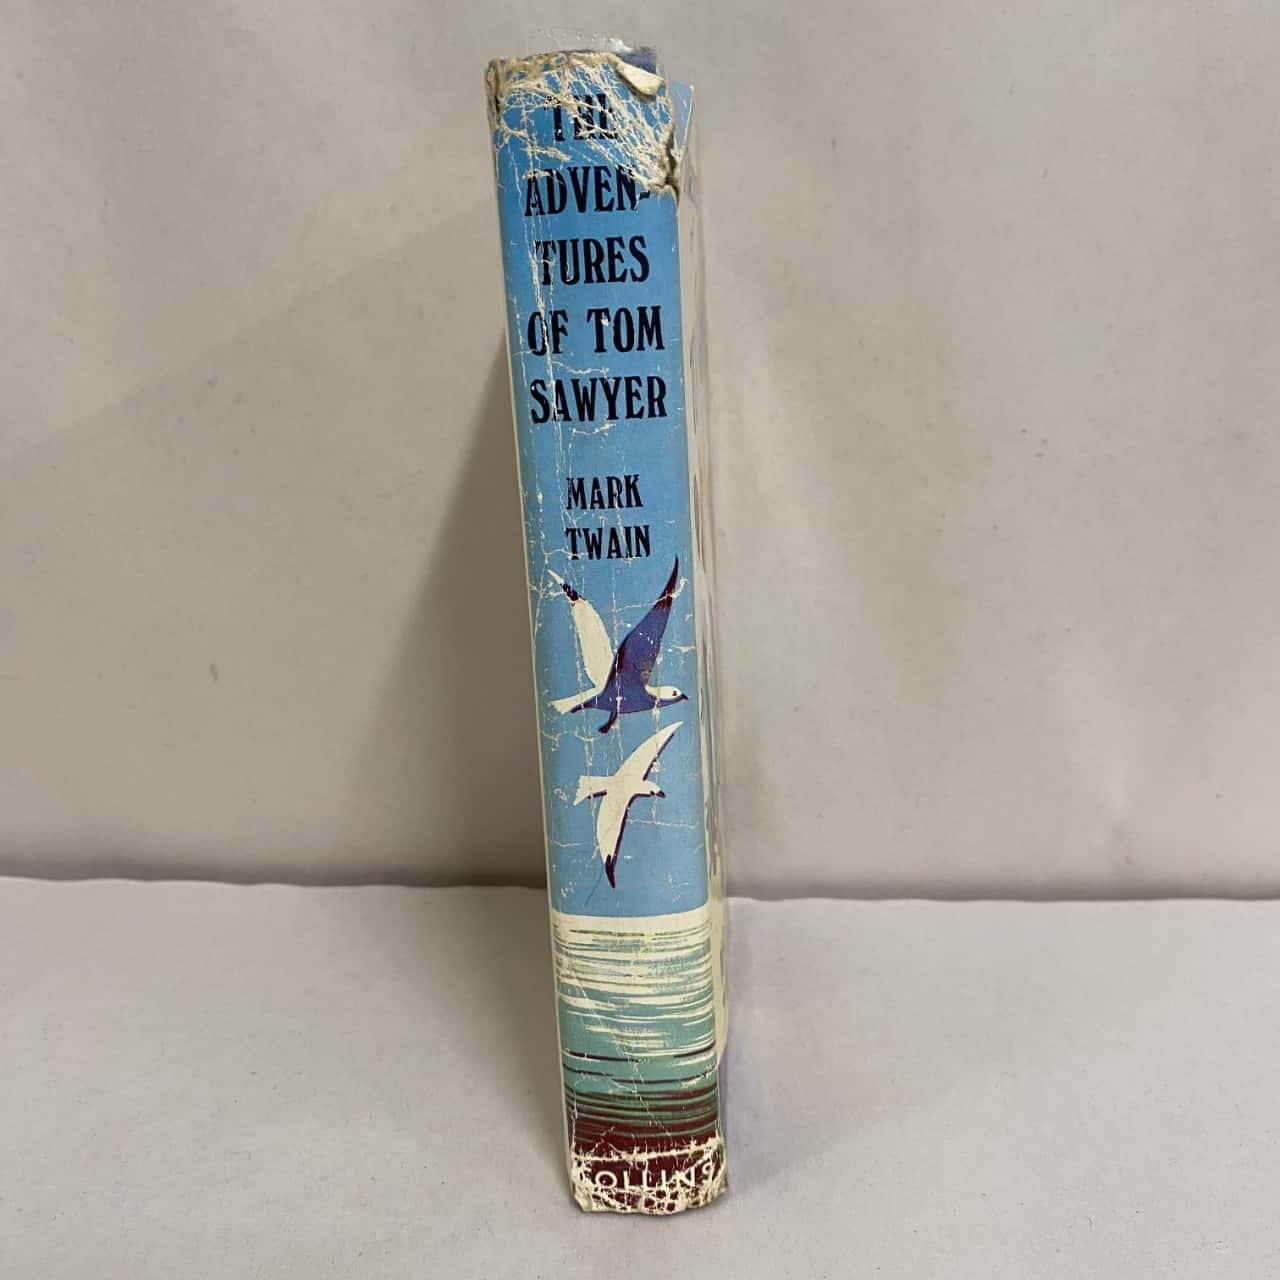 THE
ADVEN-
TURES
OF TOM
SAWYER
MARK
TWAIN
COLLINS